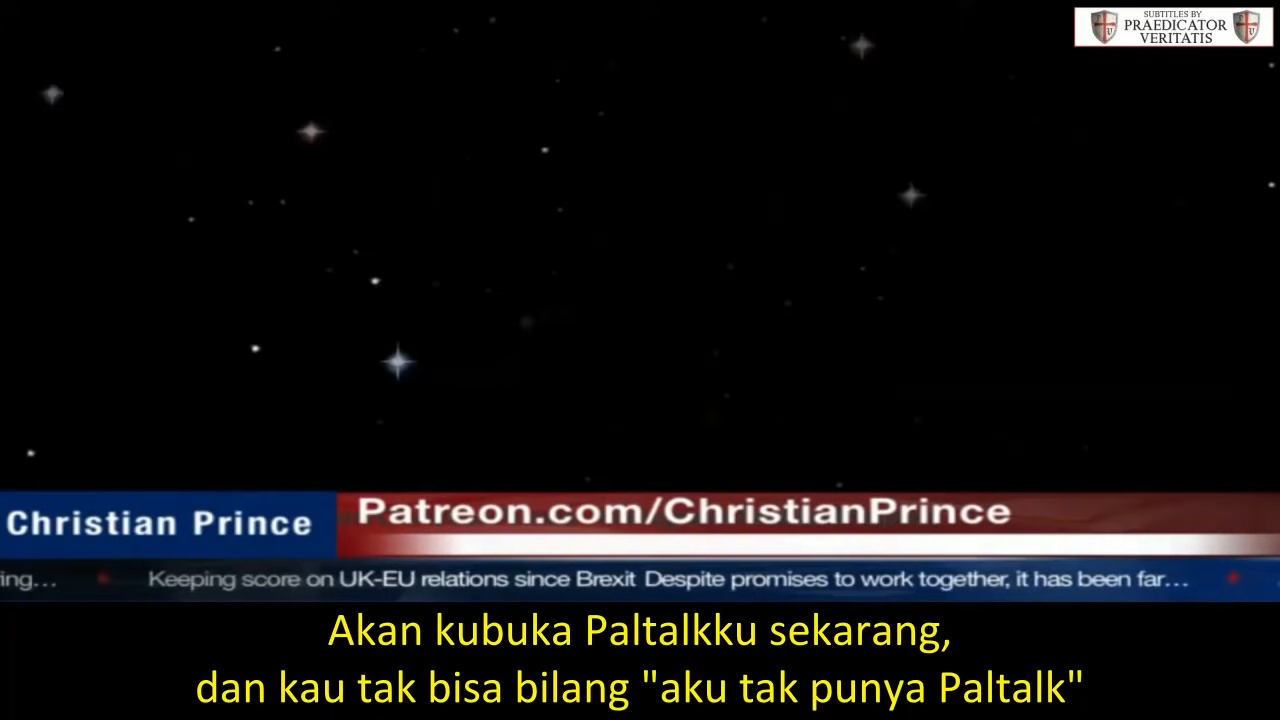 SUBTITLES BY
PRAEDICATOR
VERITATIS
Patreon.com/ChristianPrince
Christian Prince
ing... Keeping score on UK-EU relations since Brexit Despite promises to work together, it has been far...
Akan kubuka Paltalkku sekarang,
dan kau tak bisa bilang "aku tak punya Paltalk"